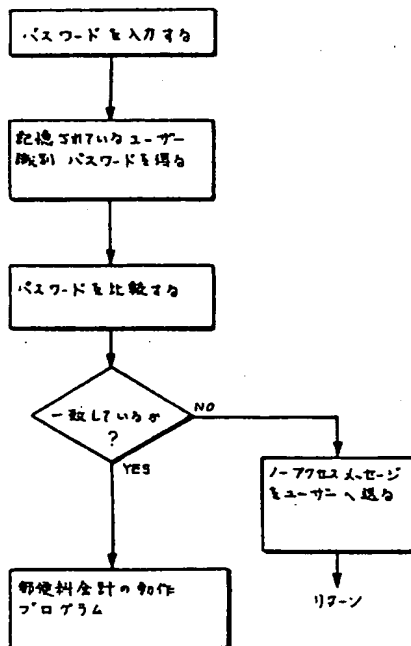 パスワードを入力する
記憶されているユーザー
識別 パスワードを得る
パスワードを比較する
一致しているか
?
NO
YES
ノーアクセスメッセージ
をユーザーへ送る
リターン
郵便料金計の動作
プログラム